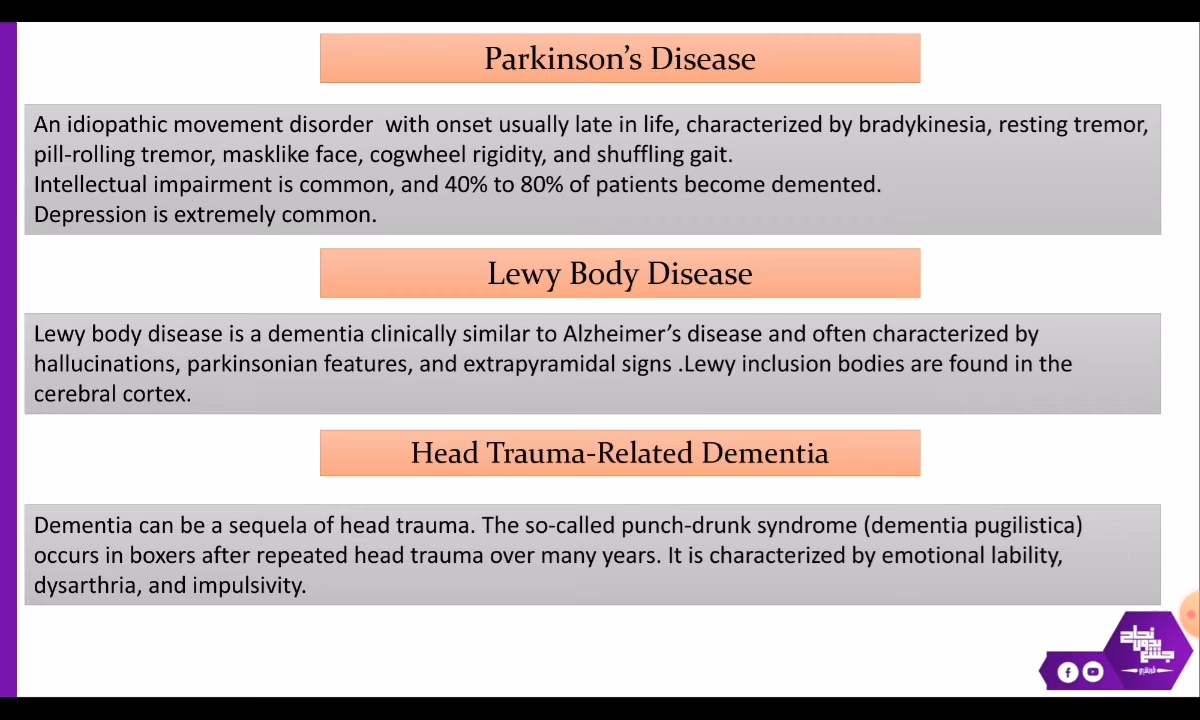 Parkinson's Disease
An idiopathic movement disorder  with onset usually late in life, characterized by bradykinesia, resting tremor,
pill-rolling tremor, masklike face, cogwheel rigidity, and shuffling gait.
Intellectual impairment is common, and 40% to 80% of patients become demented.
Depression is extremely common.
Lewy Body Disease
Lewy body disease is a dementia clinically similar to Alzheimer's disease and often characterized by
hallucinations, parkinsonian features, and extrapyramidal signs .Lewy inclusion bodies are found in the
cerebral cortex.
Head Trauma-Related Dementia
Dementia can be a sequela of head trauma. The so-called punch-drunk syndrome (dementia pugilistica)
occurs in boxers after repeated head trauma over many years. It is characterized by emotional lability,
dysarthria, and impulsivity.
نجاح
بدون
جشع